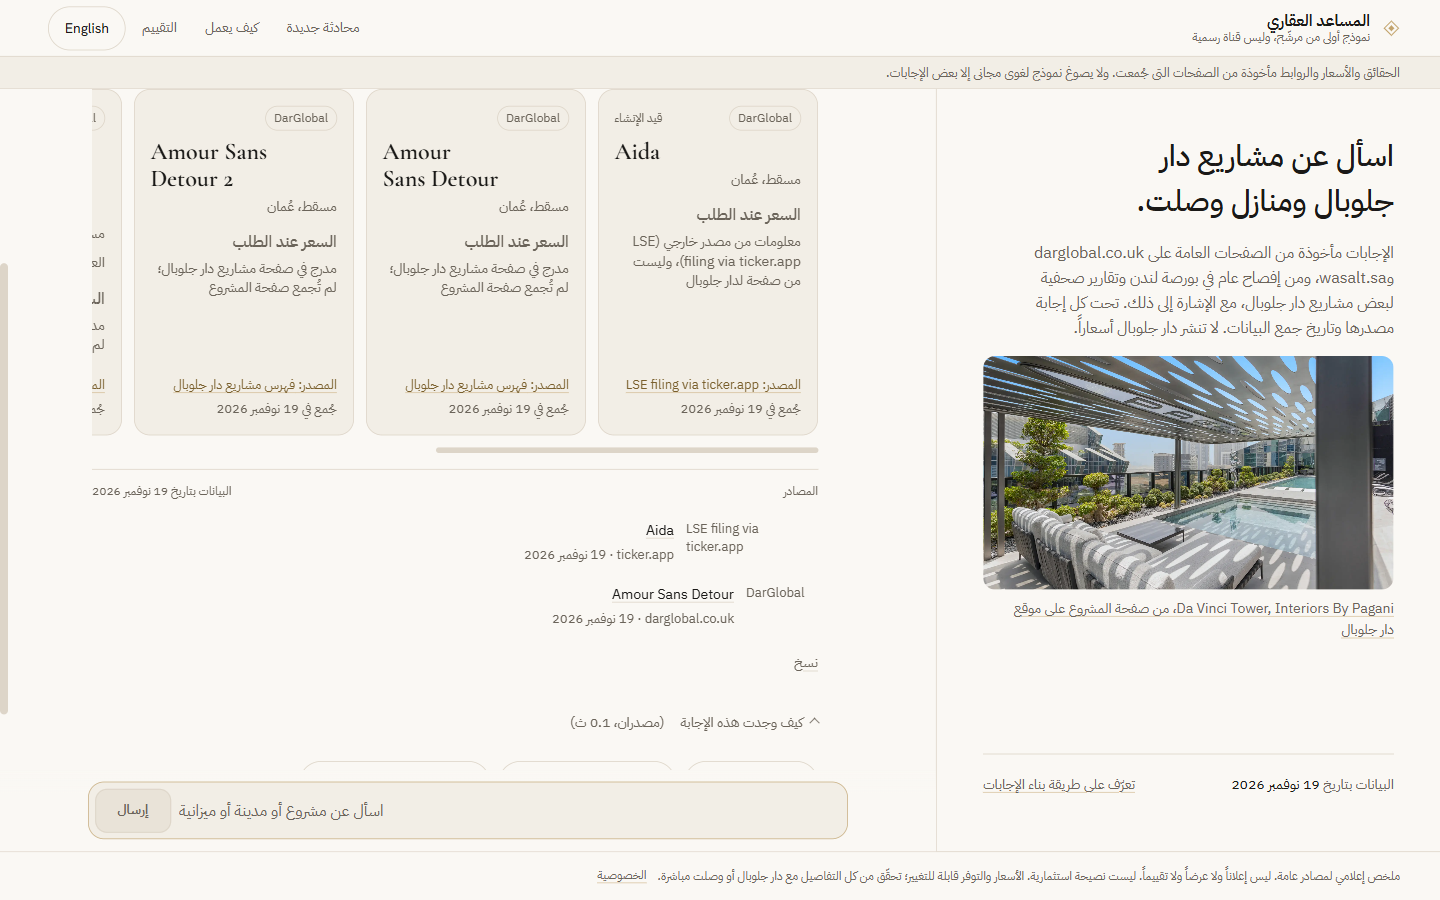 المساعد العقاري
نموذج أولي من مرشّح، وليس قناة رسمية
محادثة جديدة
كيف يعمل
التقييم
English
الحقائق والأسعار والروابط مأخوذة من الصفحات التي جُمعت. ولا يصوغ نموذج لغوي مجاني إلا بعض الإجابات.
اسأل عن مشاريع دار
جلوبال ومنازل وصلت.
الإجابات مأخوذة من الصفحات العامة على darglobal.co.uk
وwasalt.sa، ومن إفصاح عام في بورصة لندن وتقارير صحفية
لبعض مشاريع دار جلوبال، مع الإشارة إلى ذلك. تحت كل إجابة
مصدرها وتاريخ جمع البيانات. لا تنشر دار جلوبال أسعاراً.
Da Vinci Tower, Interiors By Pagani، من صفحة المشروع على موقع
دار جلوبال
البيانات بتاريخ 19 نوفمبر 2026
تعرّف على طريقة بناء الإجابات
DarGlobal
قيد الإنشاء
Aida
مسقط، عُمان
السعر عند الطلب
معلومات من مصدر خارجي (LSE
filing via ticker.app)، وليست
من صفحة لدار جلوبال
المصدر: LSE filing via ticker.app
جُمع في 19 نوفمبر 2026
DarGlobal
Amour
Sans Detour
مسقط، عُمان
السعر عند الطلب
مدرج في صفحة مشاريع دار جلوبال؛
لم تُجمع صفحة المشروع
المصدر: فهرس مشاريع دار جلوبال
جُمع في 19 نوفمبر 2026
DarGlobal
Amour Sans
Detour 2
مسقط، عُمان
السعر عند الطلب
مدرج في صفحة مشاريع دار جلوبال؛
لم تُجمع صفحة المشروع
المصدر: فهرس مشاريع دار جلوبال
جُمع في 19 نوفمبر 2026
المصادر
البيانات بتاريخ 19 نوفمبر 2026
LSE filing via
ticker.app
Aida
ticker.app · 19 نوفمبر 2026
DarGlobal
Amour Sans Detour
darglobal.co.uk · 19 نوفمبر 2026
نسخ
كيف وجدت هذه الإجابة (مصدران، 0.1 ث)
اسأل عن مشروع أو مدينة أو ميزانية
إرسال
ملخص إعلامي لمصادر عامة. ليس إعلاناً ولا عرضاً ولا تقييماً. ليست نصيحة استثمارية. الأسعار والتوفر قابلة للتغيير؛ تحقّق من كل التفاصيل مع دار جلوبال أو وصلت مباشرة.
الخصوصية